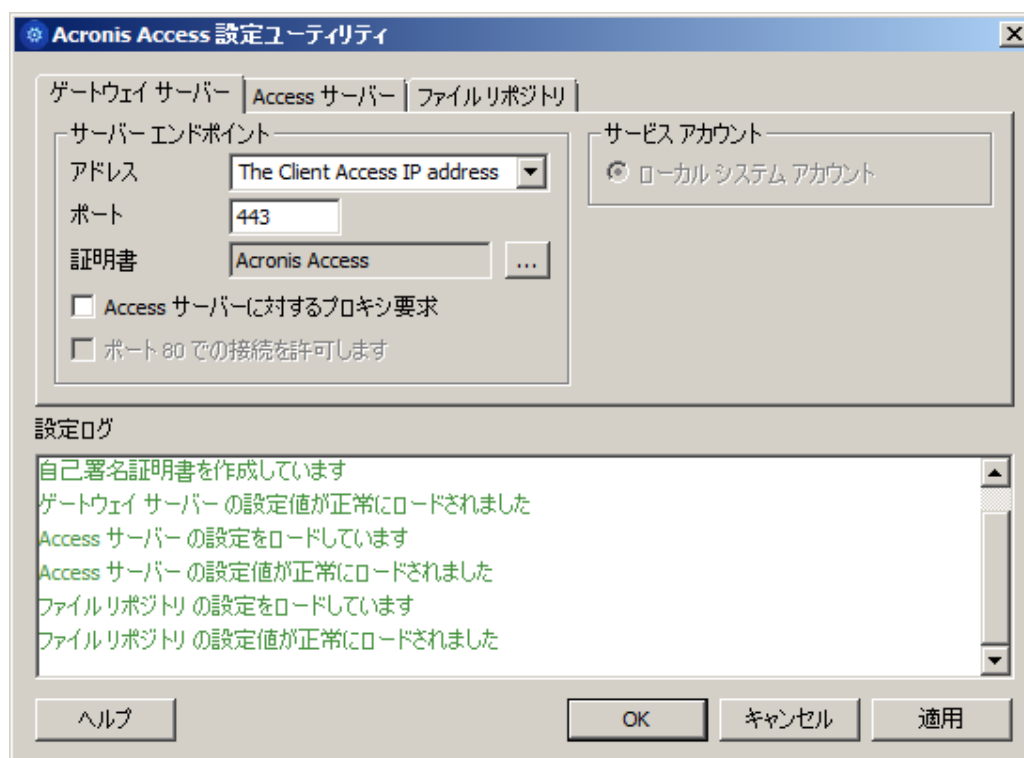 Acronis Access 設定ユーティリティ
ゲートウェイ サーバー
Access サーバー
ファイル リポジトリ
サーバー エンドポイント
アドレス
The Client Access IP address
ポート
443
証明書
Acronis Access
...
Access サーバーに対するプロキシ要求
ポート 80 での接続を許可します
サービス アカウント
ローカル システム アカウント
設定ログ
自己署名証明書を作成しています
ゲートウェイ サーバー の設定値が正常にロードされました
Access サーバー の設定をロードしています
Access サーバー の設定値が正常にロードされました
ファイル リポジトリ の設定をロードしています
ファイル リポジトリ の設定値が正常にロードされました
ヘルプ
OK
キャンセル
適用